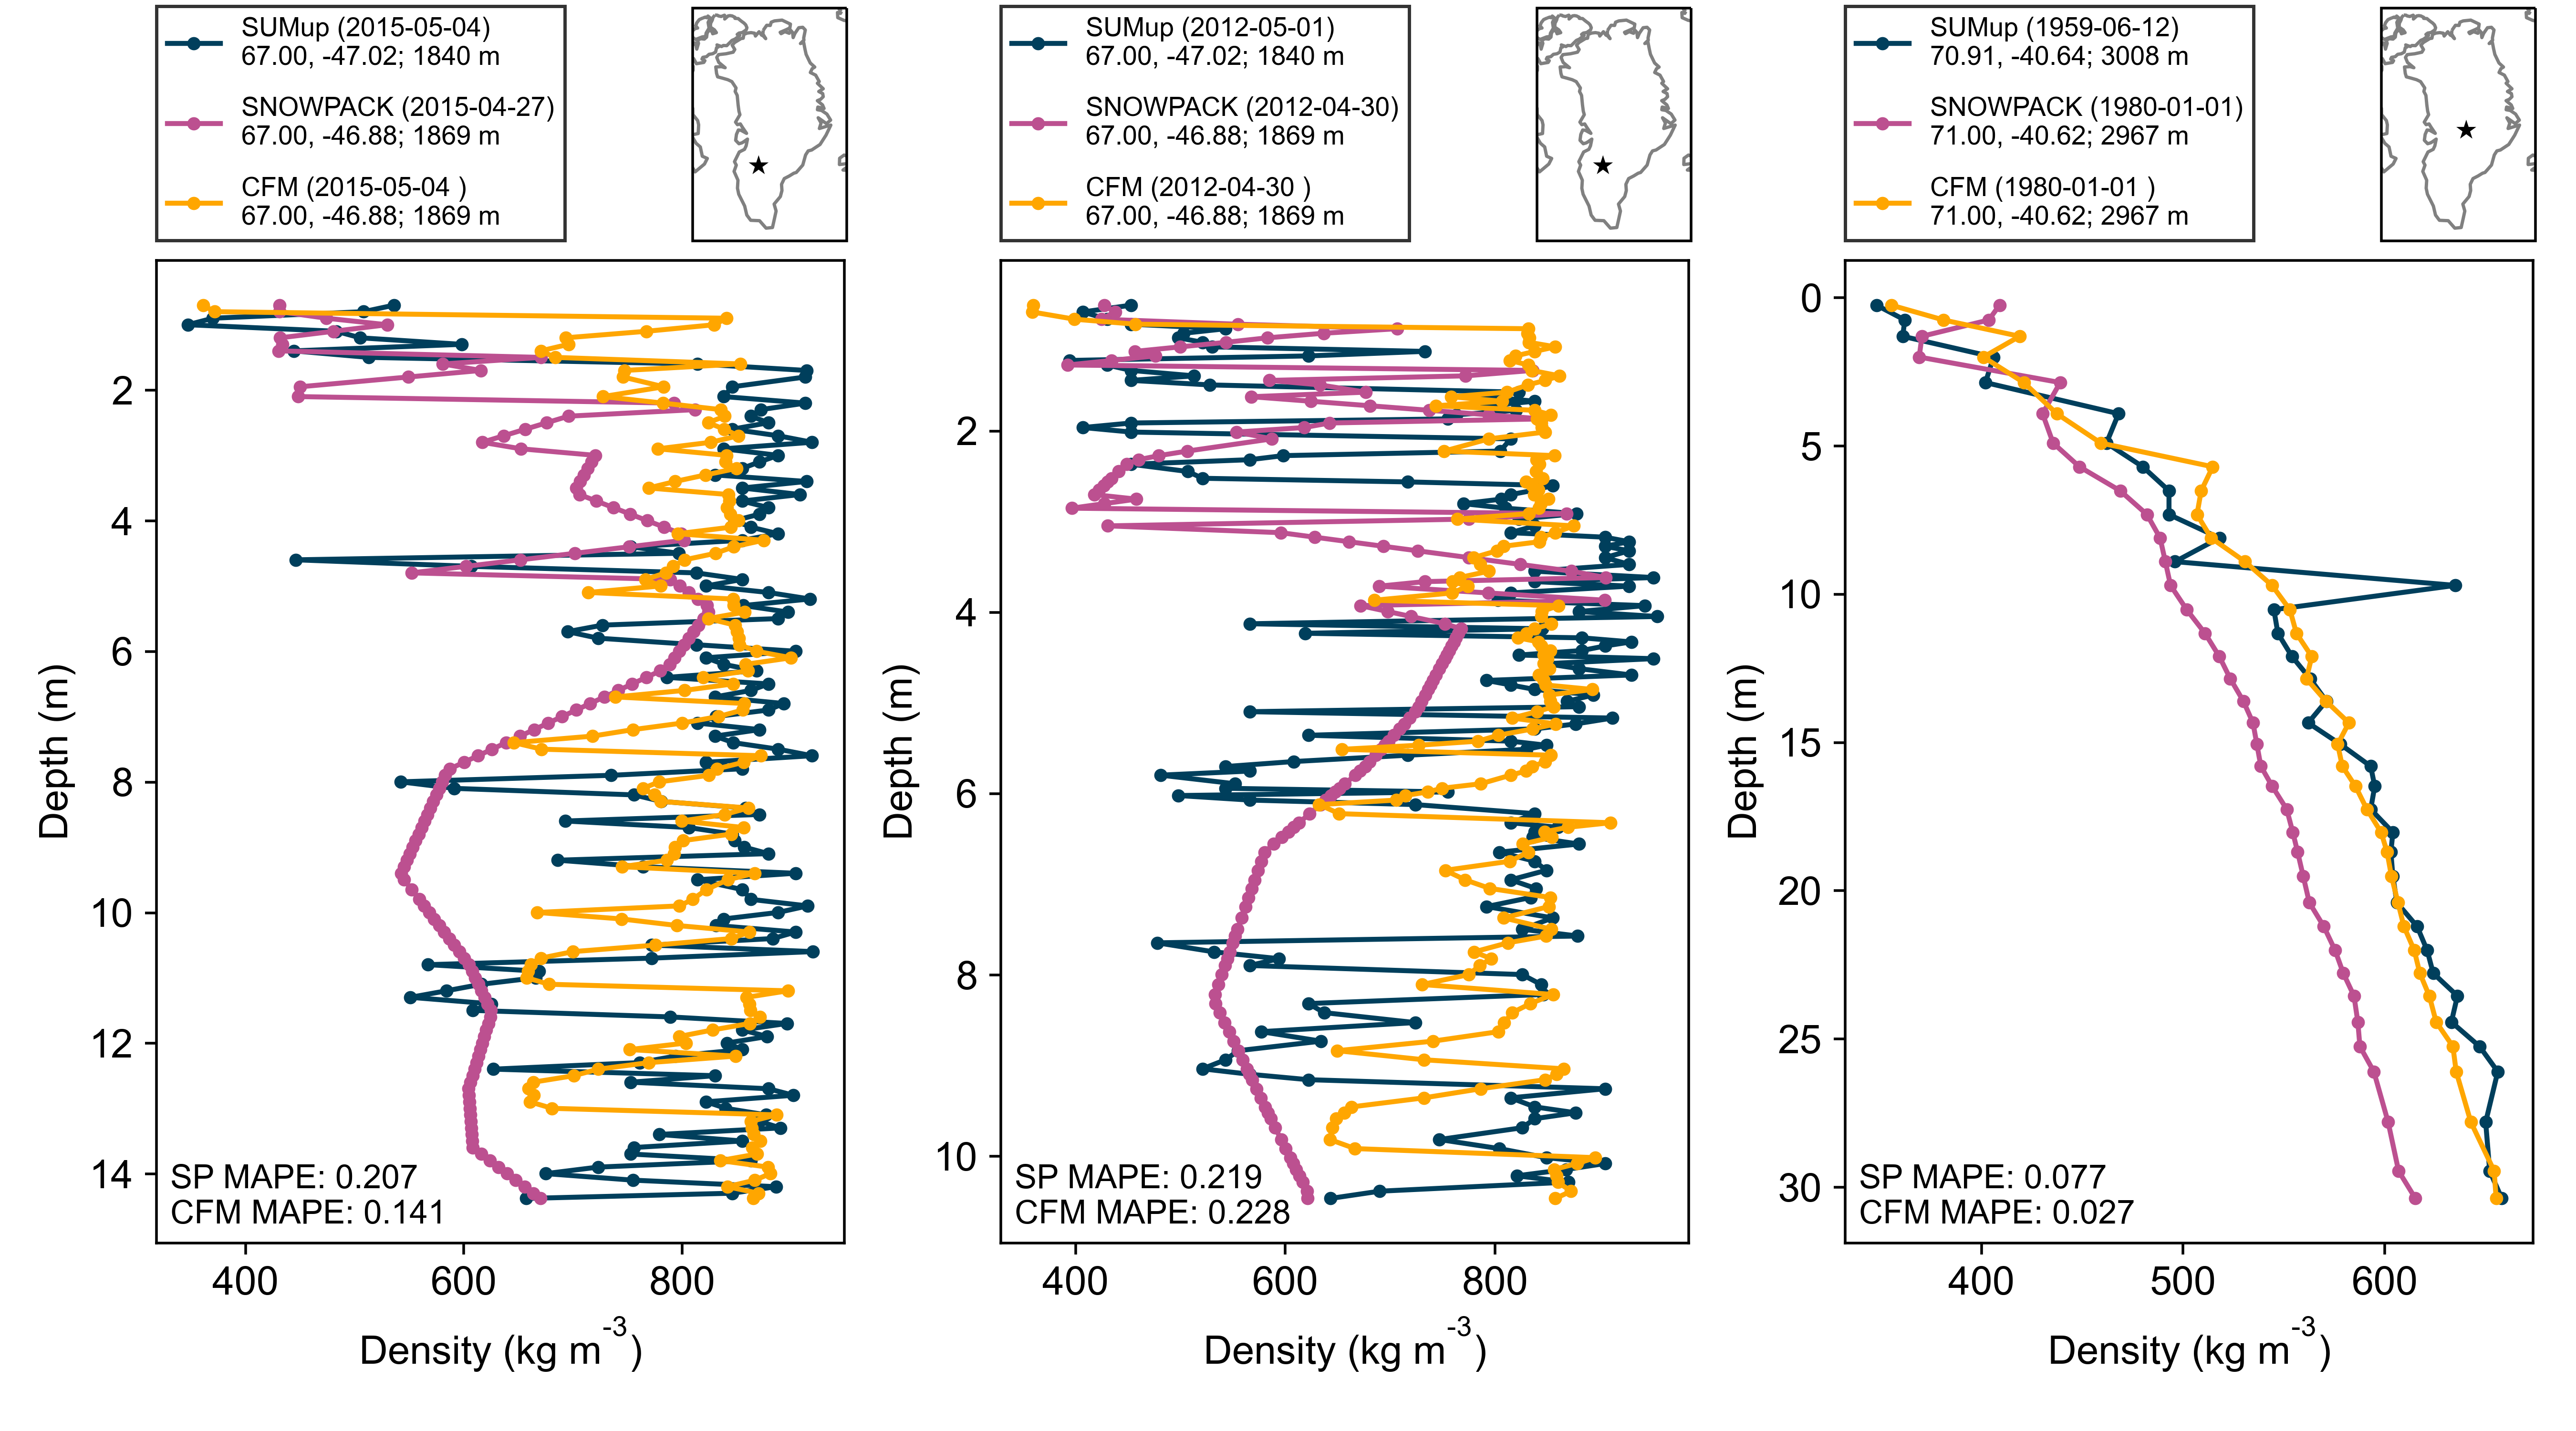 SUMup (2015-05-04)
67.00, -47.02; 1840 m
SNOWPACK (2015-04-27)
67.00, -46.88; 1869 m
CFM (2015-05-04 )
67.00, -46.88; 1869 m
SUMup (2012-05-01)
67.00, -47.02; 1840 m
SNOWPACK (2012-04-30)
67.00, -46.88; 1869 m
CFM (2012-04-30 )
67.00, -46.88; 1869 m
SUMup (1959-06-12)
70.91, -40.64; 3008 m
SNOWPACK (1980-01-01)
71.00, -40.62; 2967 m
CFM (1980-01-01 )
71.00, -40.62; 2967 m
Depth (m)
2
4
6
8
10
12
14
SP MAPE: 0.207
CFM MAPE: 0.141
400 600 800
Density (kg m⁻³)
Depth (m)
2
4
6
8
10
SP MAPE: 0.219
CFM MAPE: 0.228
400 600 800
Density (kg m⁻³)
Depth (m)
0
5
10
15
20
25
30
SP MAPE: 0.077
CFM MAPE: 0.027
400 500 600
Density (kg m⁻³)